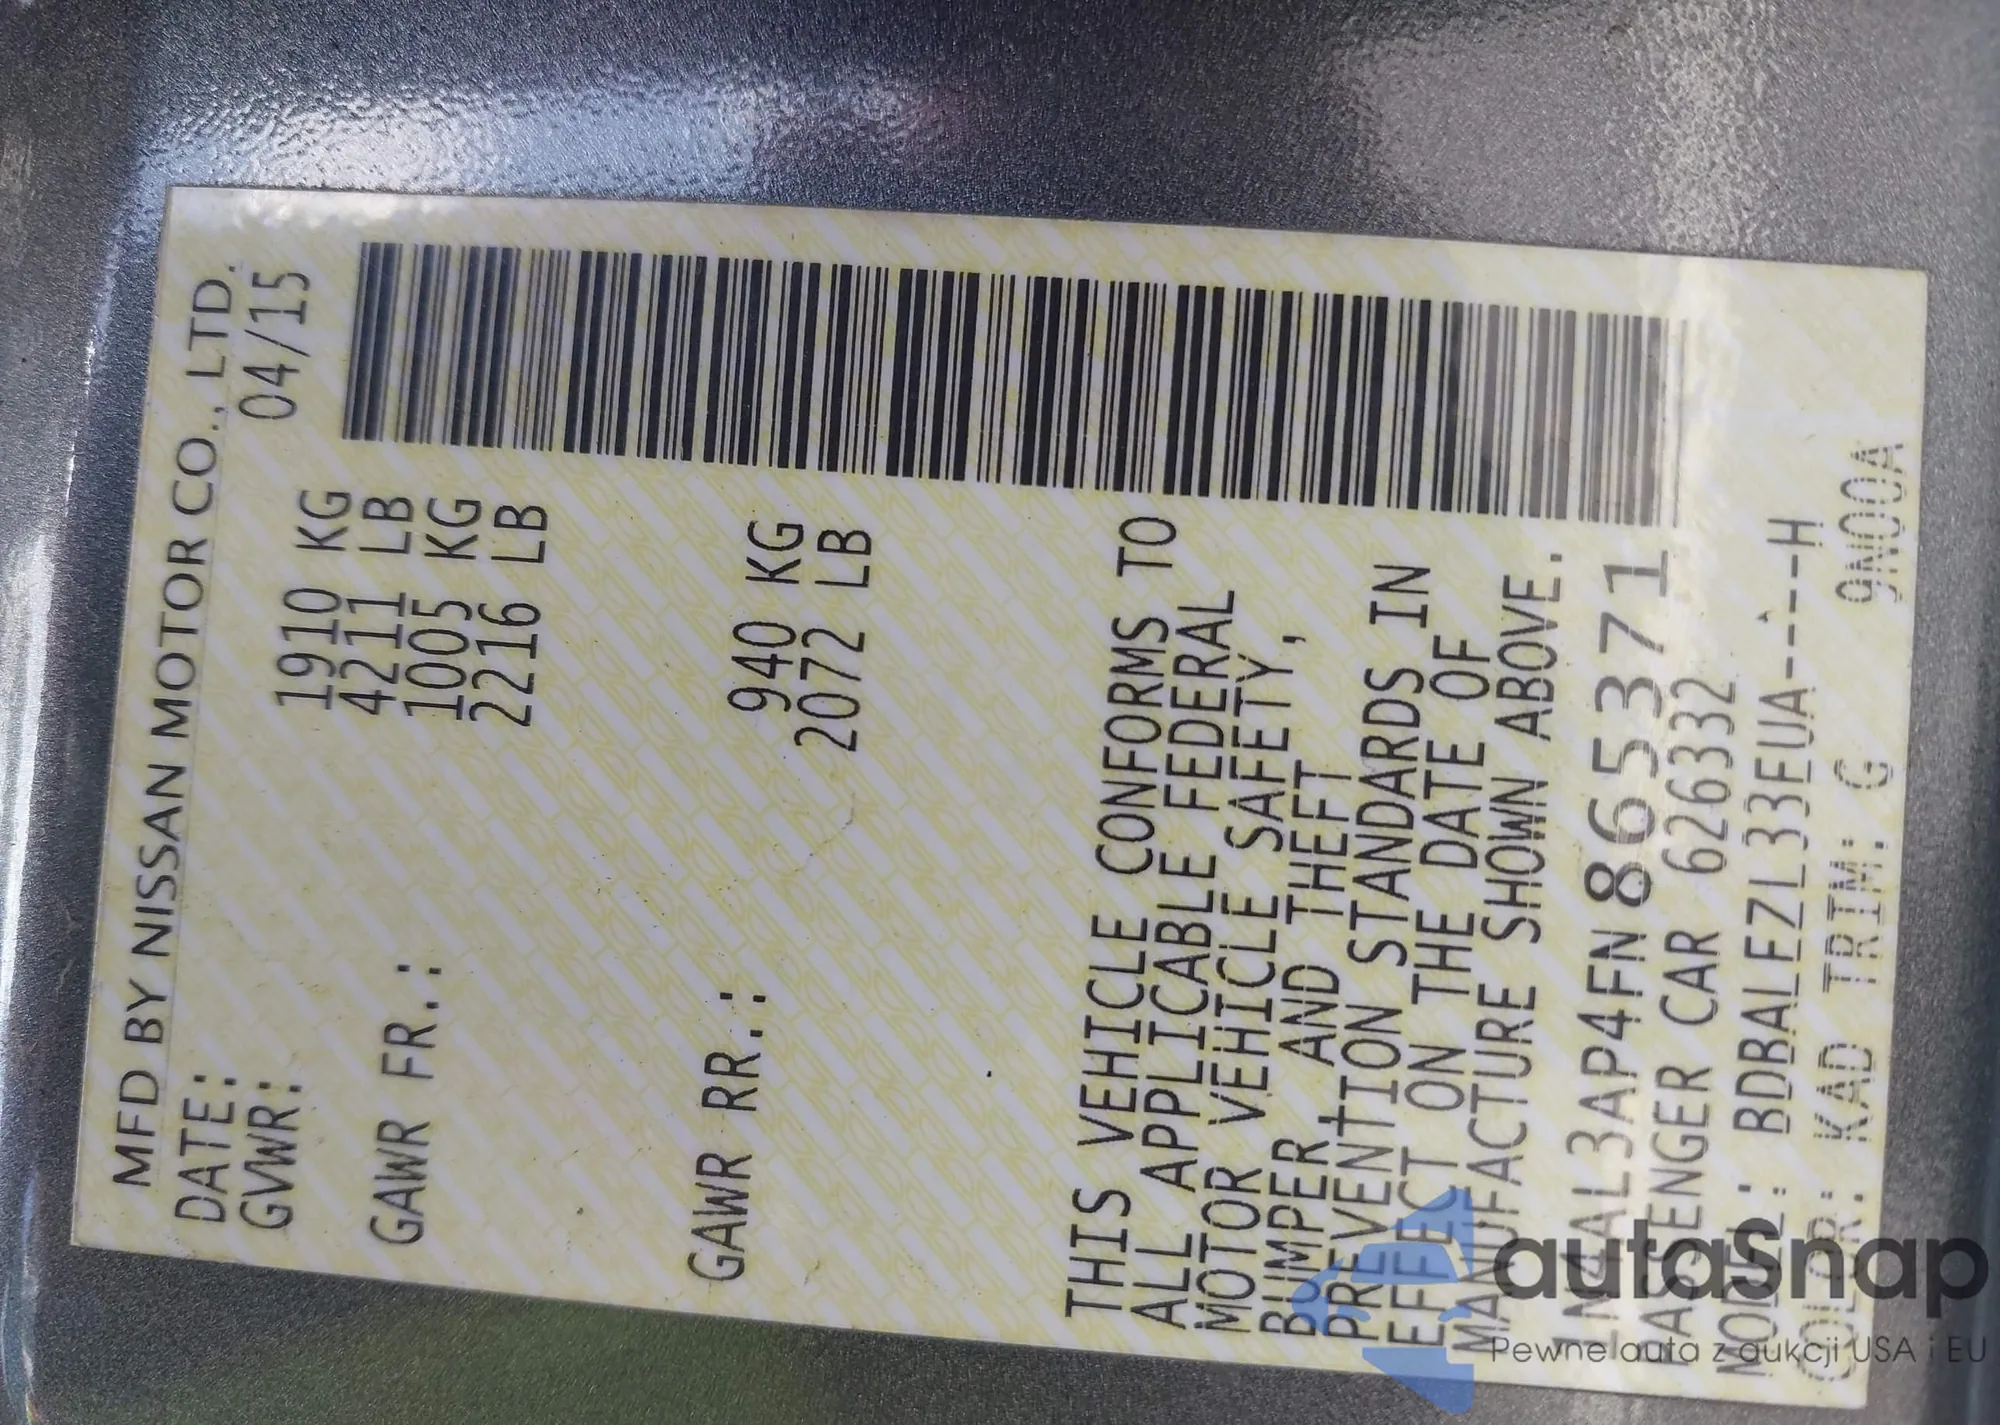 MFD BY NISSAN MOTOR CO., LTD.
DATE: 04/15
GVWR: 1910 KG
4211 LB
GAWR FR.: 1005 KG
2216 LB
GAWR RR.: 940 KG
2072 LB
THIS VEHICLE CONFORMS TO
ALL APPLICABLE FEDERAL
MOTOR VEHICLE SAFETY,
BUMPER, AND THEFT
PREVENTION STANDARDS IN
EFFECT ON THE DATE OF
MANUFACTURE SHOWN ABOVE.
1N4AL3AP4FN865371
PASSENGER CAR 626332
MODEL: BDBALFZL33EUA-----H
COLOR: KAD TRIM: G 9N00A
autaSnap
Pewne auta z aukcji USA i EU